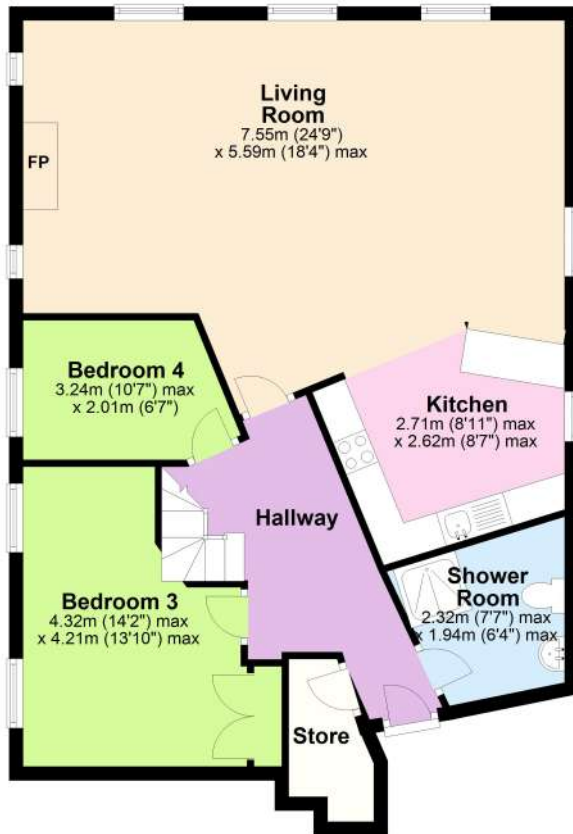 Living
Room
7.55m (24'9")
x 5.59m (18'4") max
FP
Bedroom 4
3.24m (10'7") max
x 2.01m (6'7")
Kitchen
2.71m (8'11") max
x 2.62m (8'7") max
Hallway
Shower
Room
2.32m (7'7") max
x 1.94m (6'4") max
Bedroom 3
4.32m (14'2") max
x 4.21m (13'10") max
Store